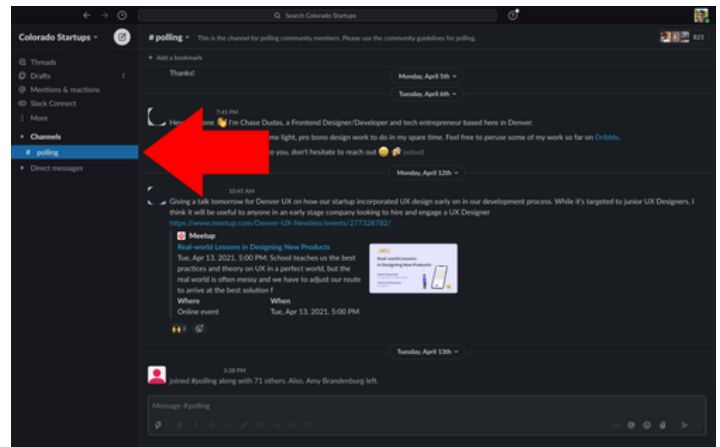 Search Colorado Startups
Colorado Startups
# polling
This is the channel for polling community members. Please use the community guidelines for polling.
821
+ Add a bookmark
Threads
Drafts 1
Mentions & reactions
Slack Connect
More
Channels
# polling
Direct messages
Thanks!
Monday, April 5th
Tuesday, April 6th
7:45 PM
I'm Chase Dudas, a Frontend Designer/Developer and tech entrepreneur based here in Denver.
light, pro bono design work to do in my spare time. Feel free to peruse some of my work so far on Dribble.
to you, don't hesitate to reach out (edited)
Monday, April 12th
10:45 AM
Giving a talk tomorrow for Denver UX on how our startup incorporated UX design early on in our development process. While it's targeted to junior UX Designers, I
think it will be useful to anyone in an early stage company looking to hire and engage a UX Designer
https://www.meetup.com/Denver-UX-Newbies/events/277328782/
Meetup
Real-world Lessons in Designing New Products
Tue, Apr 13, 2021, 5:00 PM: School teaches us the best
practices and theory on UX in a perfect world, but the
real world is often messy and we have to adjust our route
to arrive at the best solution f
Where When
Online event Tue, Apr 13, 2021, 5:00 PM
Real-world Lessons
in Designing New Products
Tuesday, April 13th
3:38 PM
joined #polling along with 71 others. Also, Amy Brandenburg left.
Message #polling